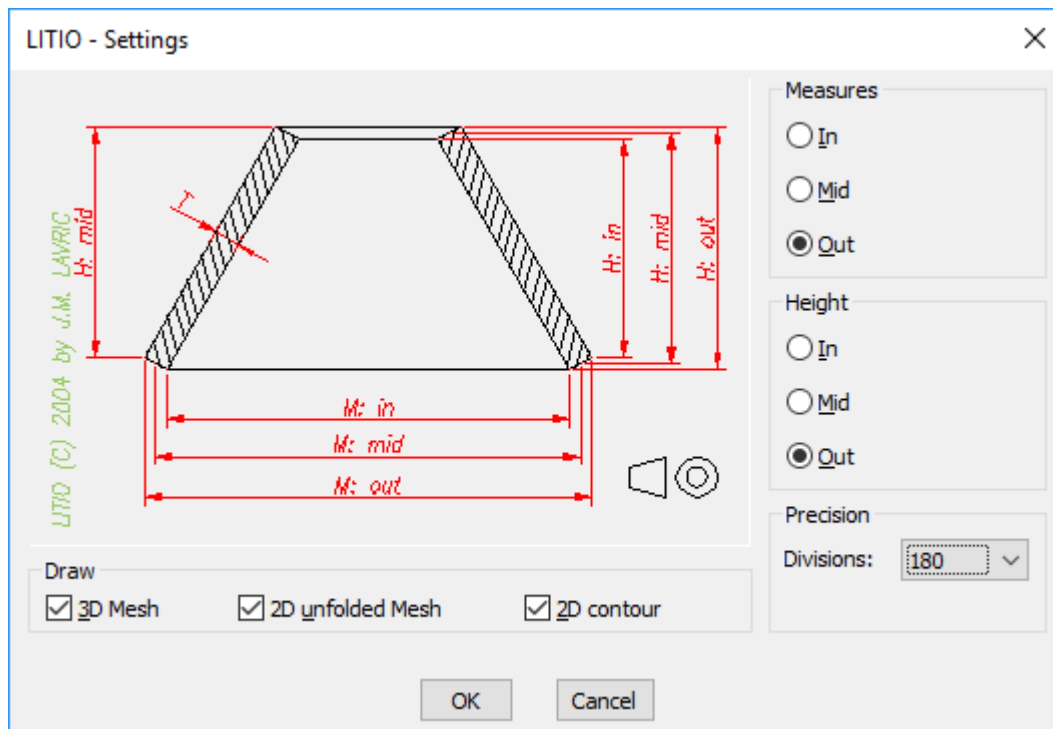 LITIO - Settings
LITIO (C) 2004 by J.M. LAVRIC
H: mid
T
H: in
H: mid
H: out
M: in
M: mid
M: out
Measures
In
Mid
Out
Height
In
Mid
Out
Precision
Divisions: 180
Draw
3D Mesh 2D unfolded Mesh 2D contour
OK Cancel